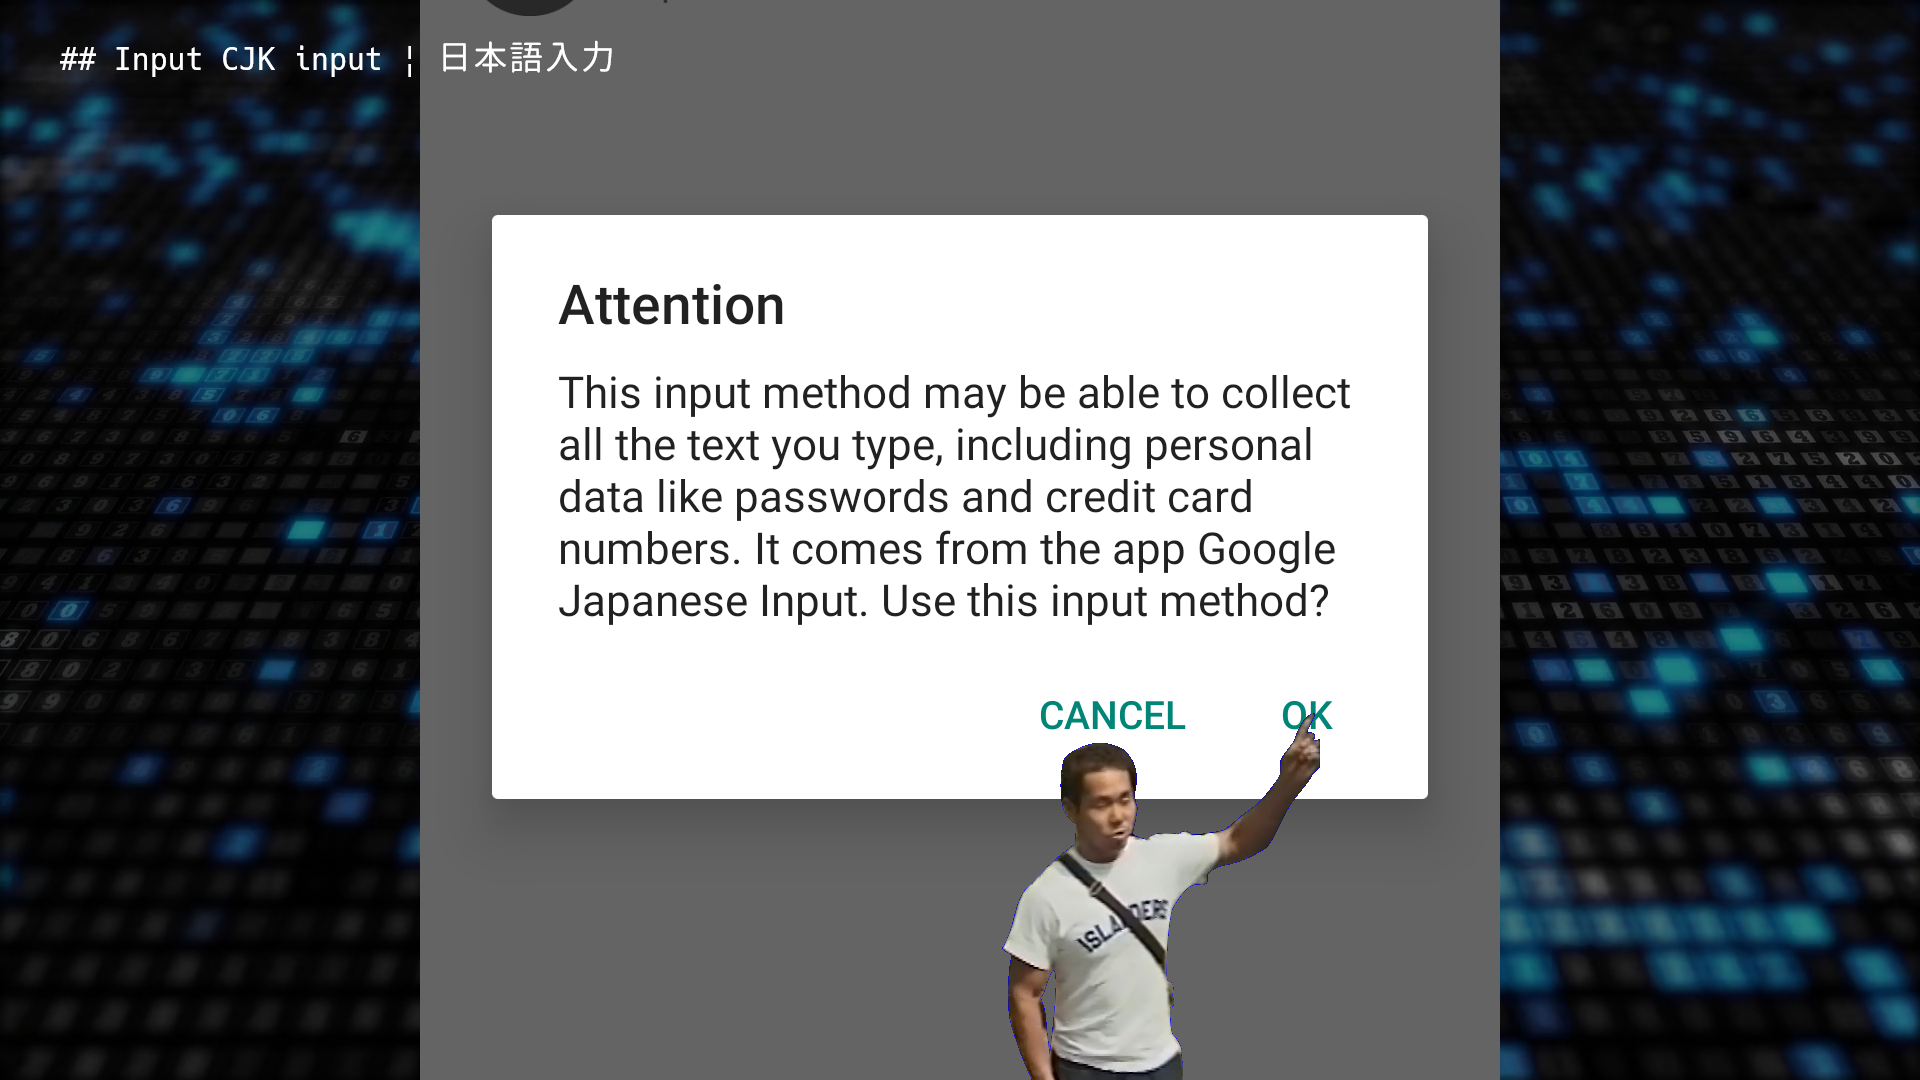 ## Input CJK input ¦ 日本語入力
Attention
This input method may be able to collect
all the text you type, including personal
data like passwords and credit card
numbers. It comes from the app Google
Japanese Input. Use this input method?
CANCEL OK
ISLANDERS